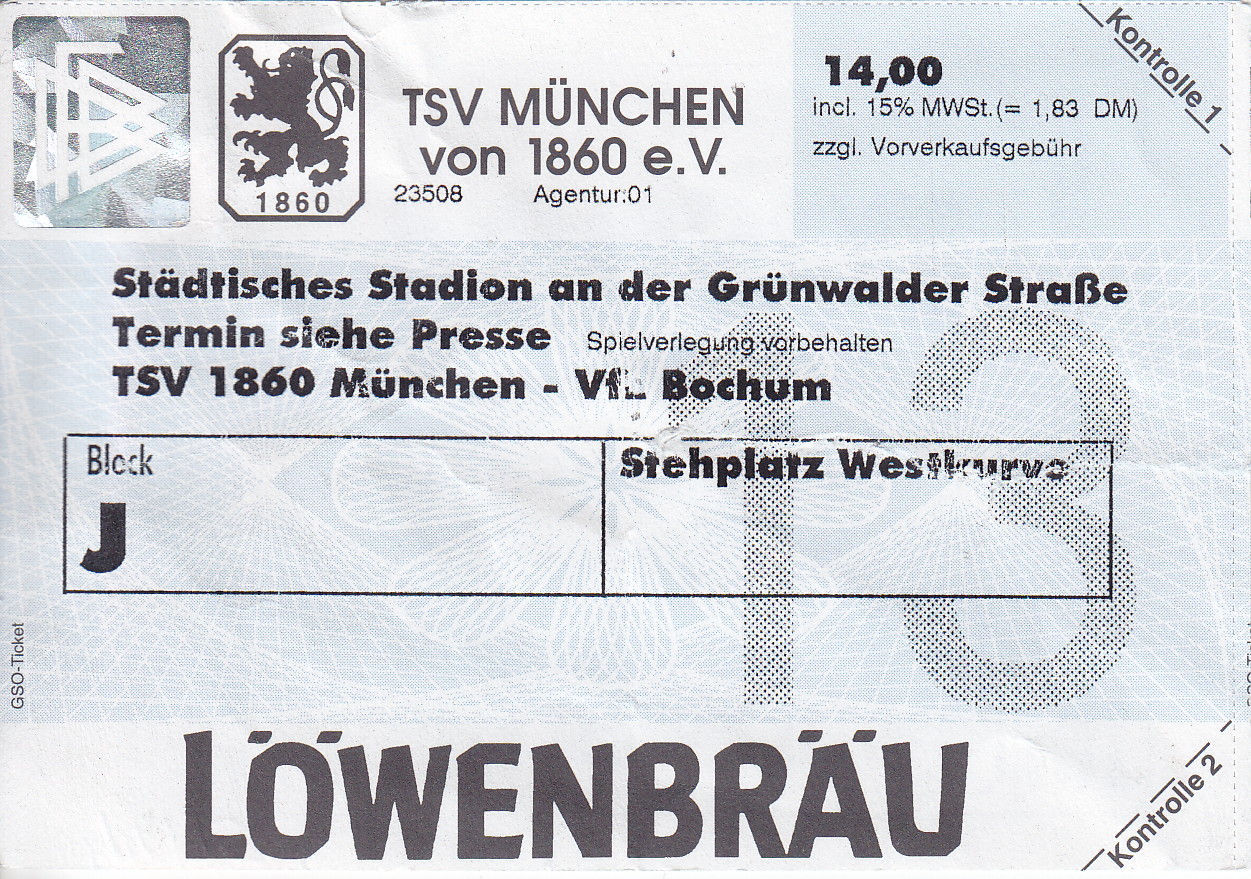 TSV MÜNCHEN
von 1860 e.V.
1860
23508 Agentur:01
14,00
incl. 15% MWSt.(= 1,83 DM)
zzgl. Vorverkaufsgebühr
Kontrolle 1
Städtisches Stadion an der Grünwalder Straße
Termin siehe Presse Spielverlegung vorbehalten
TSV 1860 München - VfL Bochum
13
Block
J
Stehplatz Westkurve
GSO-Ticket
LÖWENBRÄU
Kontrolle 2